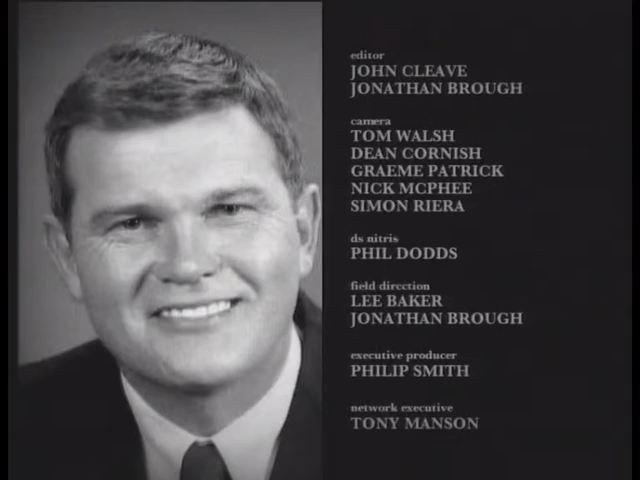 editor
JOHN CLEAVE
JONATHAN BROUGH
camera
TOM WALSH
DEAN CORNISH
GRAEME PATRICK
NICK MCPHEE
SIMON RIERA
ds nitris
PHIL DODDS
field direction
LEE BAKER
JONATHAN BROUGH
executive producer
PHILIP SMITH
network executive
TONY MANSON